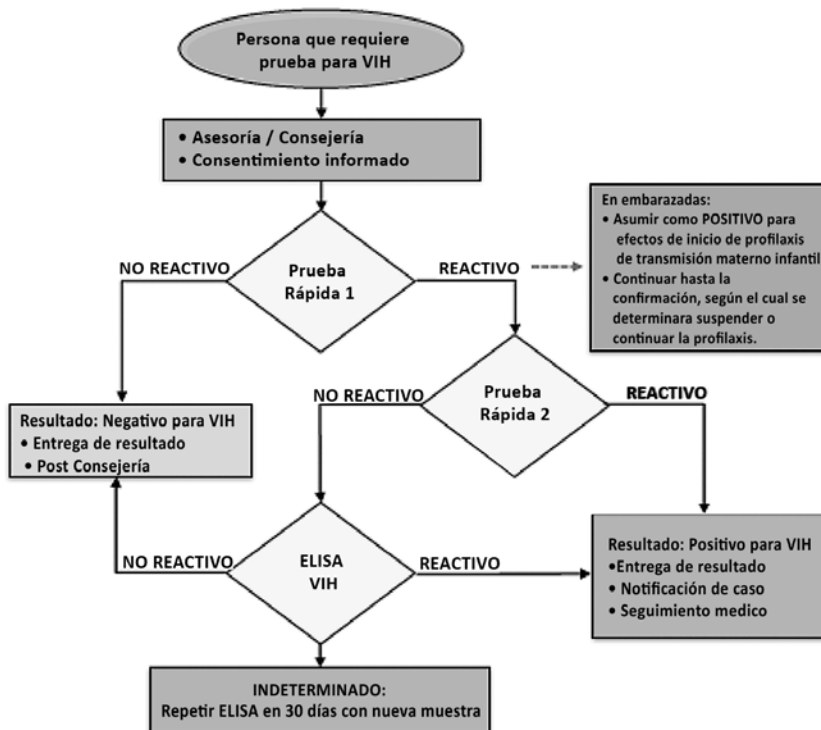 Persona que requiere
prueba para VIH
• Asesoría / Consejería
• Consentimiento informado
En embarazadas:
• Asumir como POSITIVO para
efectos de inicio de profilaxis
de transmisión materno infantil
• Continuar hasta la
confirmación, según el cual se
determinara suspender o
continuar la profilaxis.
NO REACTIVO
Prueba
Rápida 1
REACTIVO
NO REACTIVO
Prueba
Rápida 2
REACTIVO
Resultado: Negativo para VIH
• Entrega de resultado
• Post Consejería
NO REACTIVO
ELISA
VIH
REACTIVO
Resultado: Positivo para VIH
•Entrega de resultado
• Notificación de caso
• Seguimiento medico
INDETERMINADO:
Repetir ELISA en 30 días con nueva muestra